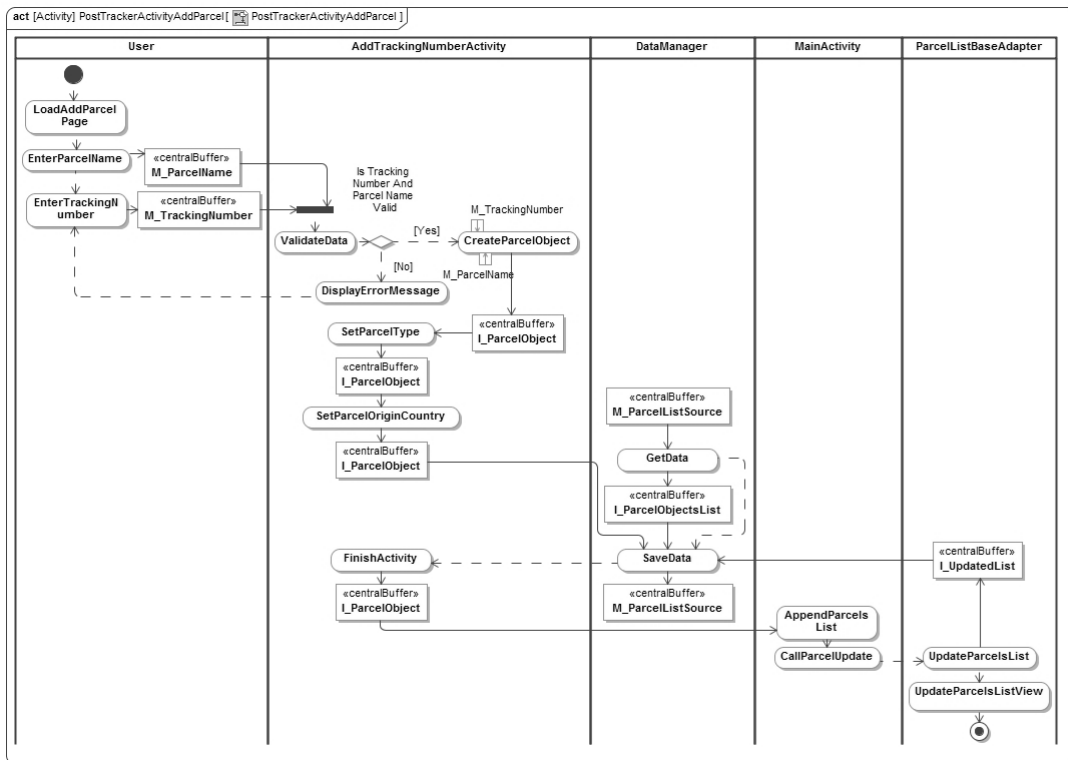 act [Activity] PostTrackerActivityAddParcel[ PostTrackerActivityAddParcel ]
User
AddTrackingNumberActivity
DataManager
MainActivity
ParcelListBaseAdapter
LoadAddParcel
Page
EnterParcelName
«centralBuffer»
M_ParcelName
EnterTrackingN
umber
«centralBuffer»
M_TrackingNumber
Is Tracking
Number And
Parcel Name
Valid
ValidateData
[Yes]
M_TrackingNumber
CreateParcelObject
M_ParcelName
[No]
DisplayErrorMessage
«centralBuffer»
I_ParcelObject
SetParcelType
«centralBuffer»
I_ParcelObject
SetParcelOriginCountry
«centralBuffer»
I_ParcelObject
«centralBuffer»
M_ParcelListSource
GetData
«centralBuffer»
I_ParcelObjectsList
SaveData
«centralBuffer»
M_ParcelListSource
FinishActivity
«centralBuffer»
I_ParcelObject
AppendParcels
List
CallParcelUpdate
«centralBuffer»
I_UpdatedList
UpdateParcelsList
UpdateParcelsListView